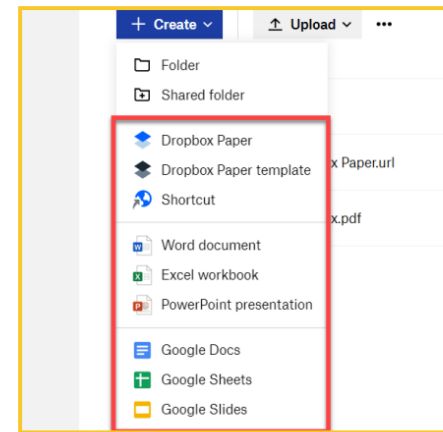 + Create
Upload
Folder
Shared folder
Dropbox Paper
Dropbox Paper template
x Paper.url
Shortcut
x.pdf
Word document
Excel workbook
PowerPoint presentation
Google Docs
Google Sheets
Google Slides